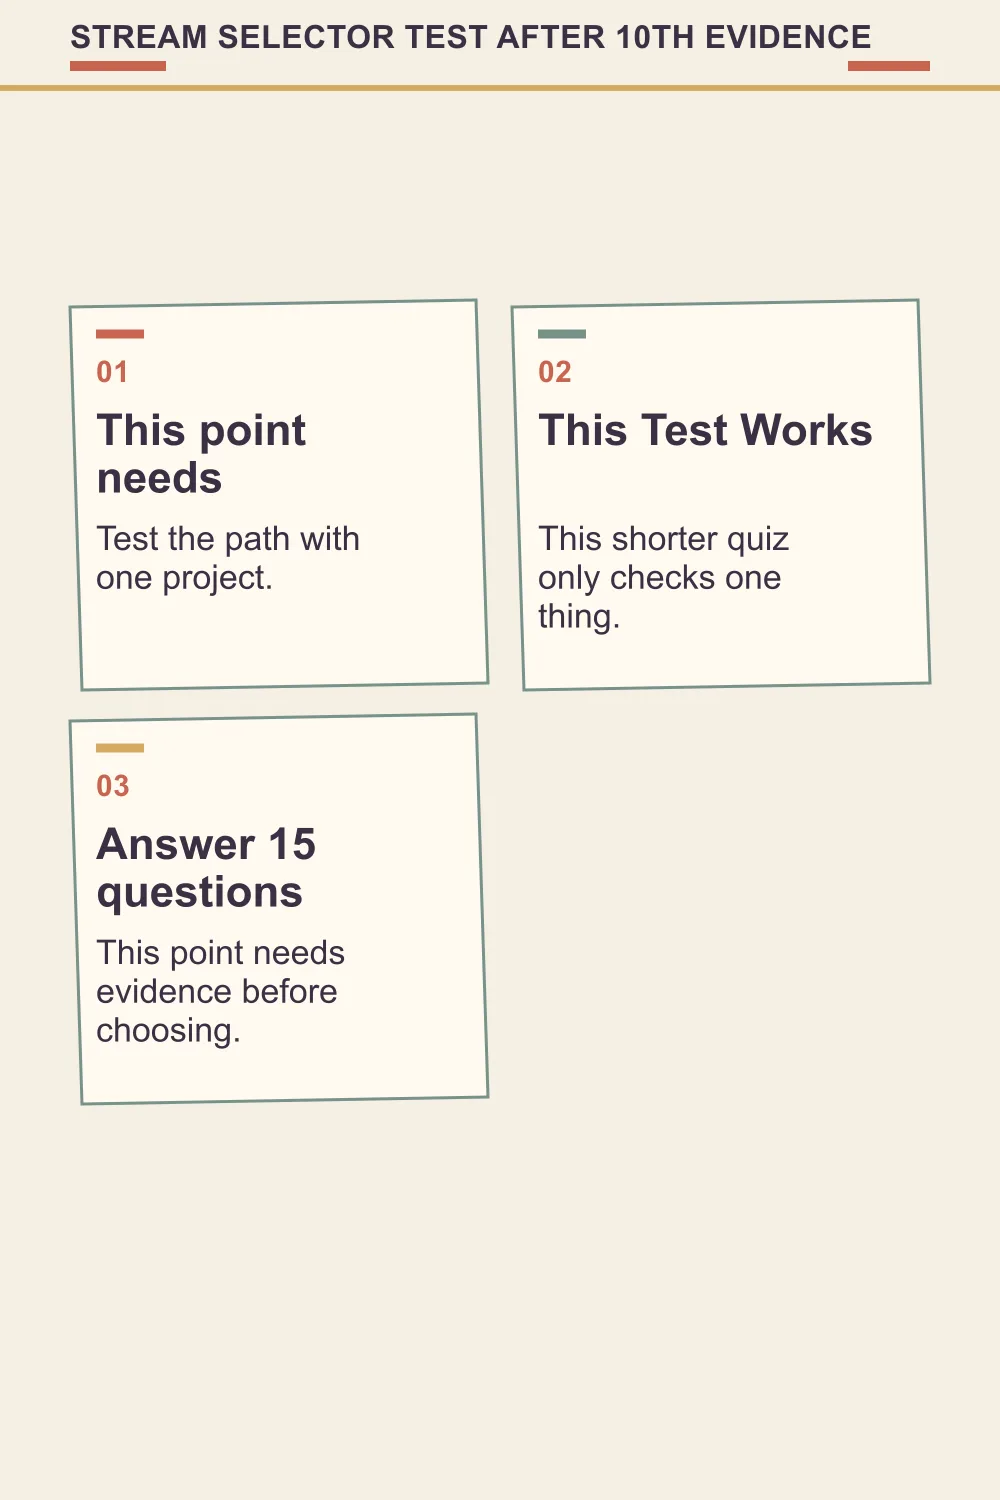 STREAM SELECTOR TEST AFTER 10TH EVIDENCE
01
This point
needs
Test the path with
one project.
02
This Test Works
This shorter quiz
only checks one
thing.
03
Answer 15
questions
This point needs
evidence before
choosing.